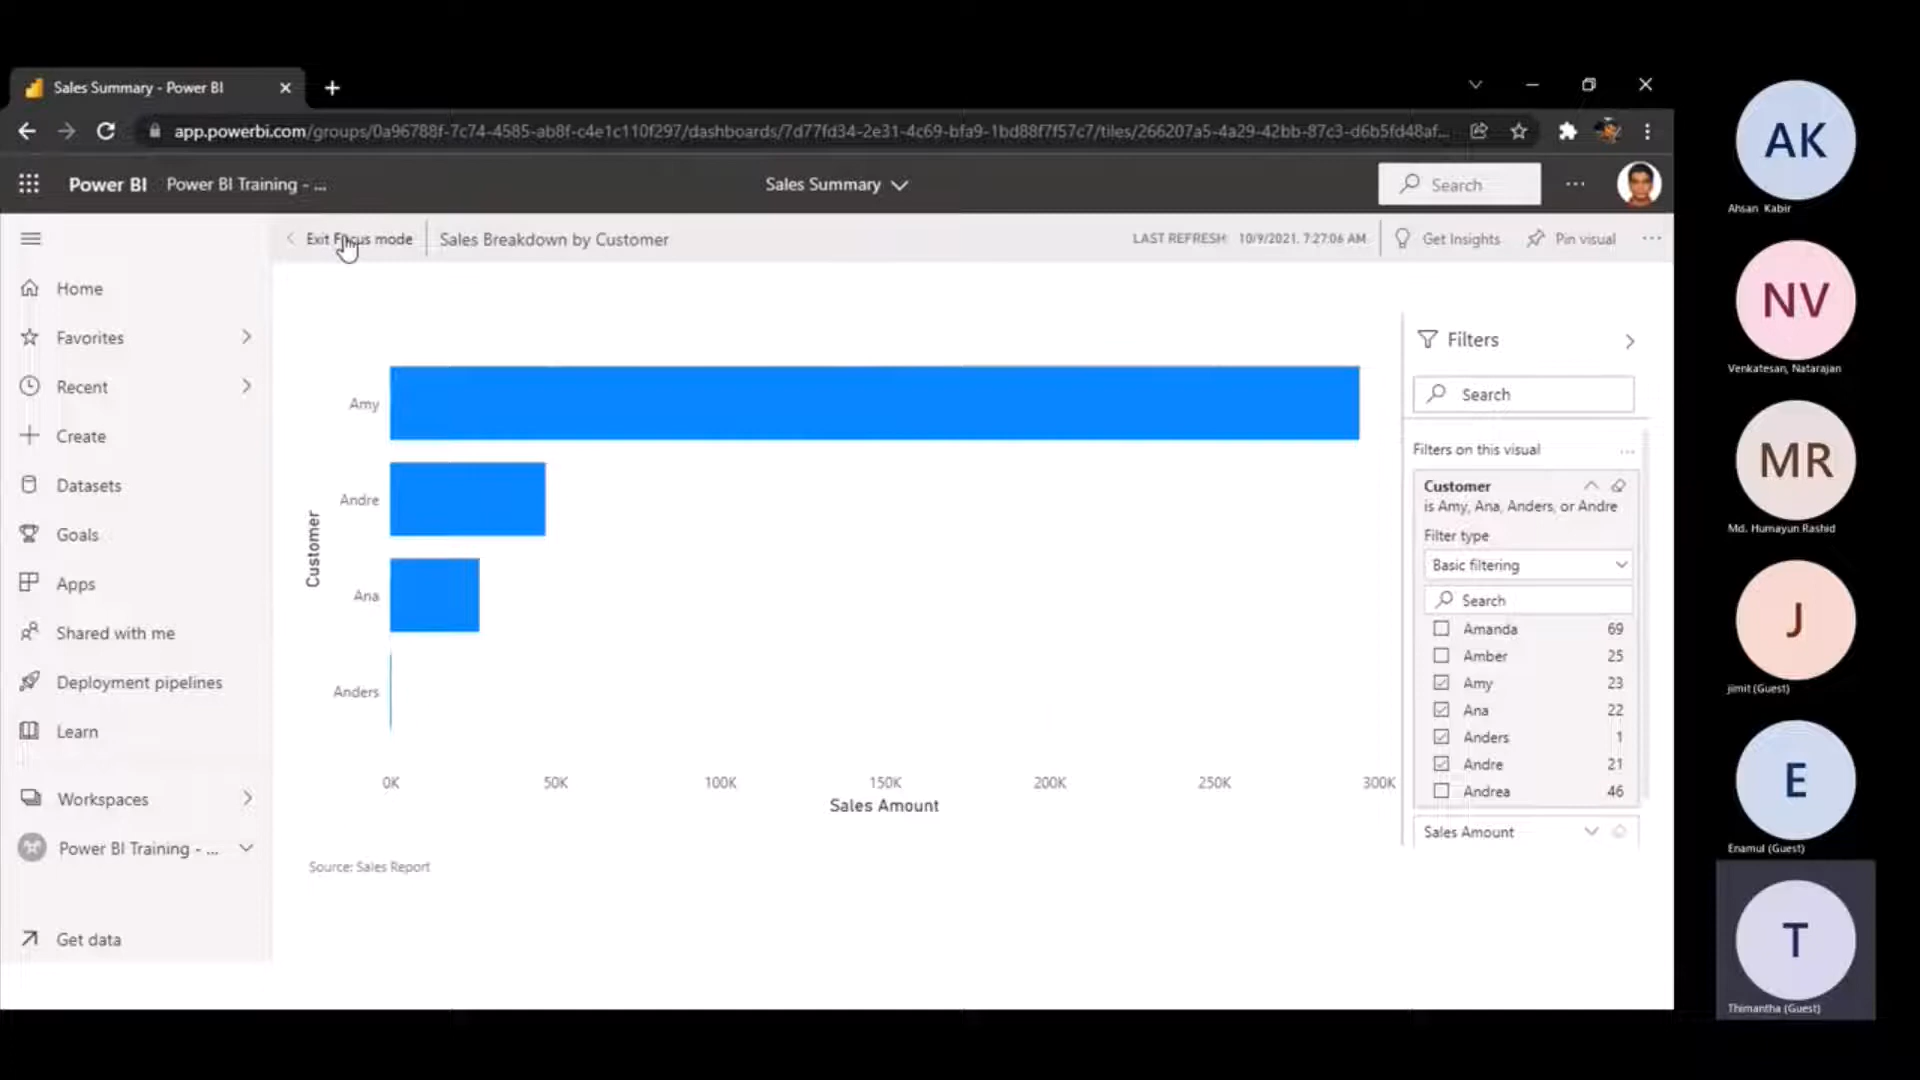 Sales Summary - Power BI
app.powerbi.com/groups/0a96788f-7c74-4585-ab8f-c4e1c110f297/dashboards/7d77fd34-2e31-4c69-bfa9-1bd88f7f57c7/tiles/266207a5-4a29-42bb-87c3-d6b5fd48af...
Power BI Power BI Training - ... Sales Summary Search ...
Exit Focus mode Sales Breakdown by Customer LAST REFRESH: 10/9/2021, 7:27:06 AM Get Insights Pin visual ...
Home
Favorites
Recent
Create
Datasets
Goals
Apps
Shared with me
Deployment pipelines
Learn
Workspaces
Power BI Training - ...
Get data
Customer
Amy
Andre
Ana
Anders
0K 50K 100K 150K 200K 250K 300K
Sales Amount
Source: Sales Report
Filters
Search
Filters on this visual ...
Customer
is Amy, Ana, Anders, or Andre
Filter type
Basic filtering
Search
Amanda 69
Amber 25
Amy 23
Ana 22
Anders 1
Andre 21
Andrea 46
Sales Amount
AK
Ahsan Kabir
NV
Venkatesan, Natarajan
MR
Md. Humayun Rashid
J
jimit (Guest)
E
Enamul (Guest)
T
Thimantha (Guest)